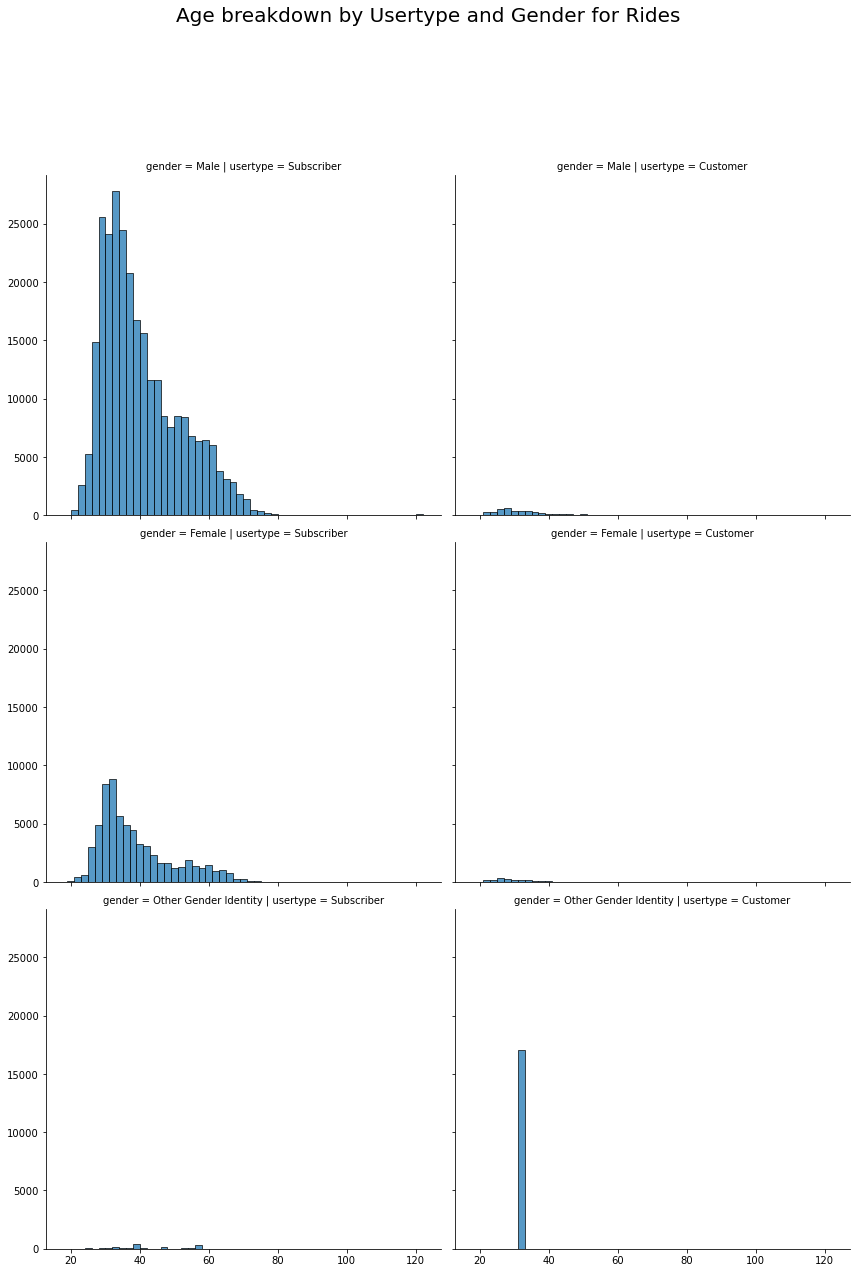 Age breakdown by Usertype and Gender for Rides
gender = Male | usertype = Subscriber
gender = Male | usertype = Customer
25000
20000
15000
10000
5000
0
gender = Female | usertype = Subscriber
gender = Female | usertype = Customer
25000
20000
15000
10000
5000
0
gender = Other Gender Identity | usertype = Subscriber
gender = Other Gender Identity | usertype = Customer
25000
20000
15000
10000
5000
0
20 40 60 80 100 120
20 40 60 80 100 120